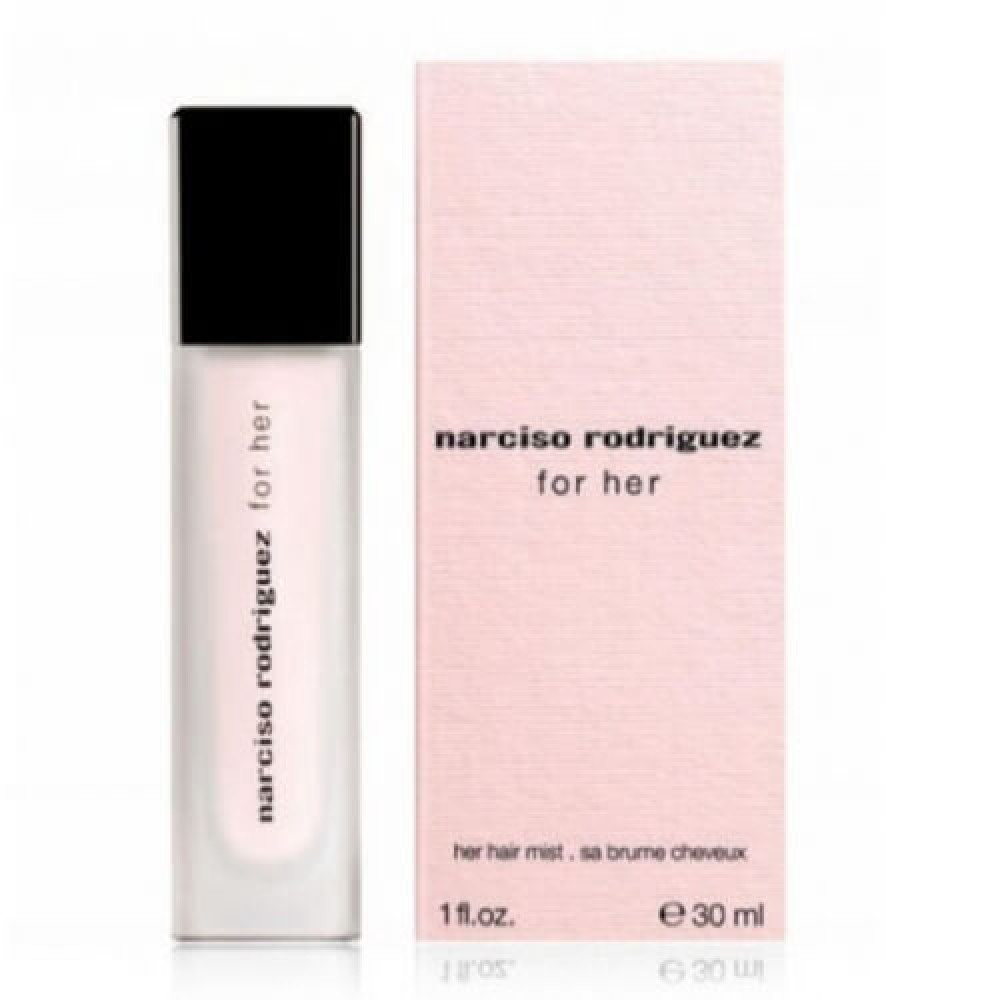 narciso rodriguez for her
narciso rodriguez
for her
her hair mist . sa brume cheveux
1 fl.oz. ℮ 30 ml